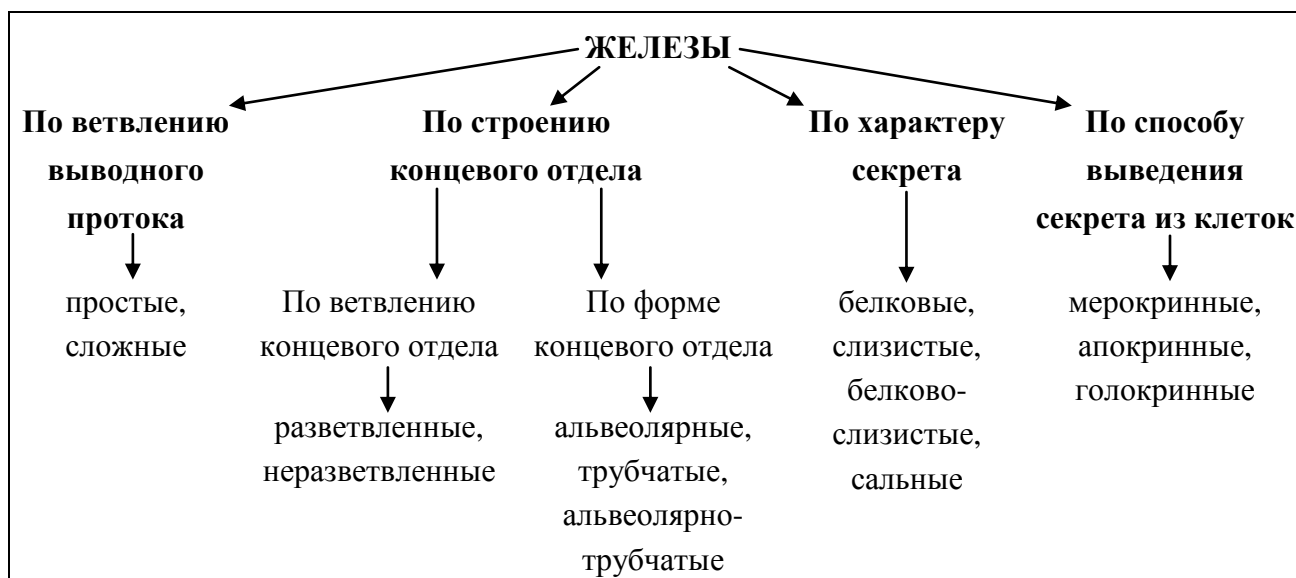 ЖЕЛЕЗЫ
По ветвлению
выводного
протока
По строению
концевого отдела
По характеру
секрета
По способу
выведения
секрета из клеток
простые,
сложные
По ветвлению
концевого отдела
По форме
концевого отдела
белковые,
слизистые,
белково-
слизистые,
сальные
мерокринные,
апокринные,
голокринные
разветвленные,
неразветвленные
альвеолярные,
трубчатые,
альвеолярно-
трубчатые